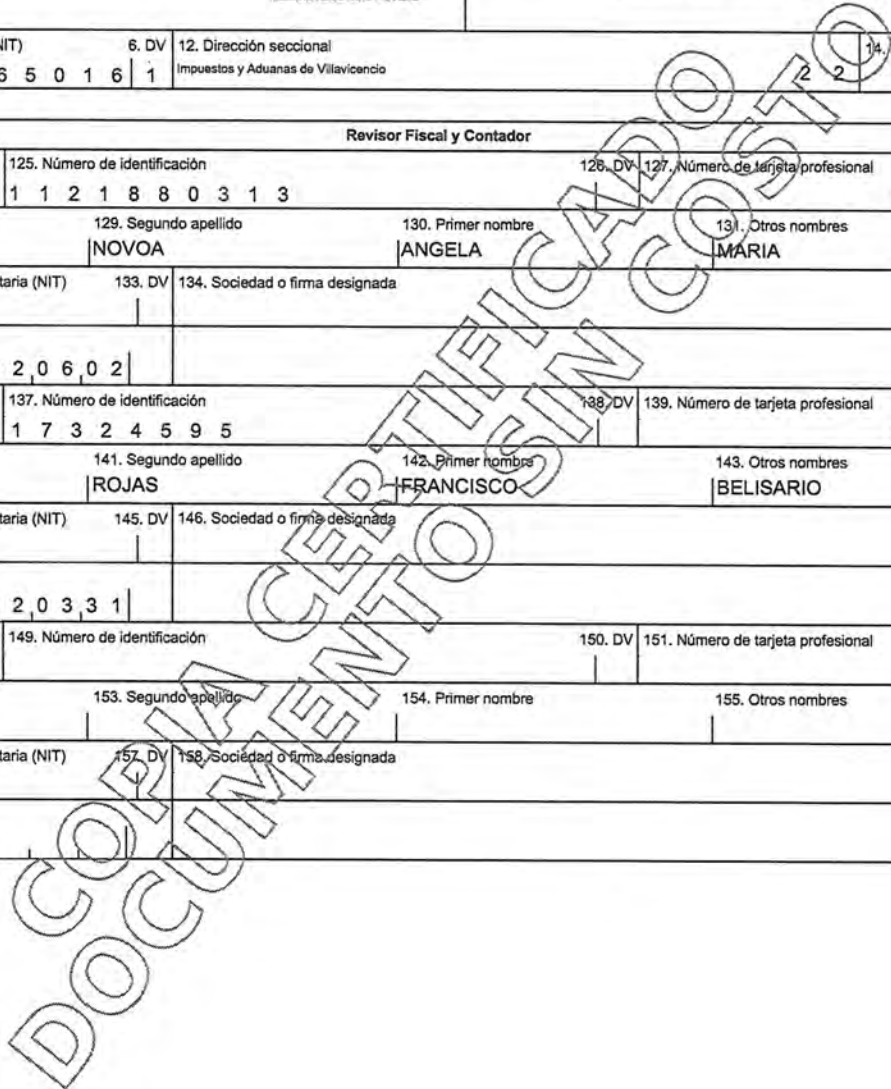 NIT) 6. DV 12. Dirección seccional 14.
6 5 0 1 6 1 Impuestos y Aduanas de Villavicencio 2 2
Revisor Fiscal y Contador
125. Número de identificación 126. DV 127. Número de tarjeta profesional
1 1 2 1 8 8 0 3 1 3
129. Segundo apellido 130. Primer nombre 131. Otros nombres
NOVOA ANGELA MARIA
taria (NIT) 133. DV 134. Sociedad o firma designada
2 0 6 0 2
137. Número de identificación 138. DV 139. Número de tarjeta profesional
1 7 3 2 4 5 9 5
141. Segundo apellido 142. Primer nombre 143. Otros nombres
ROJAS FRANCISCO BELISARIO
taria (NIT) 145. DV 146. Sociedad o firma designada
2 0 3 3 1
149. Número de identificación 150. DV 151. Número de tarjeta profesional
153. Segundo apellido 154. Primer nombre 155. Otros nombres
taria (NIT) 157. DV 158. Sociedad o firma designada
COPIA CERTIFICADO
DOCUMENTO SIN COSTO